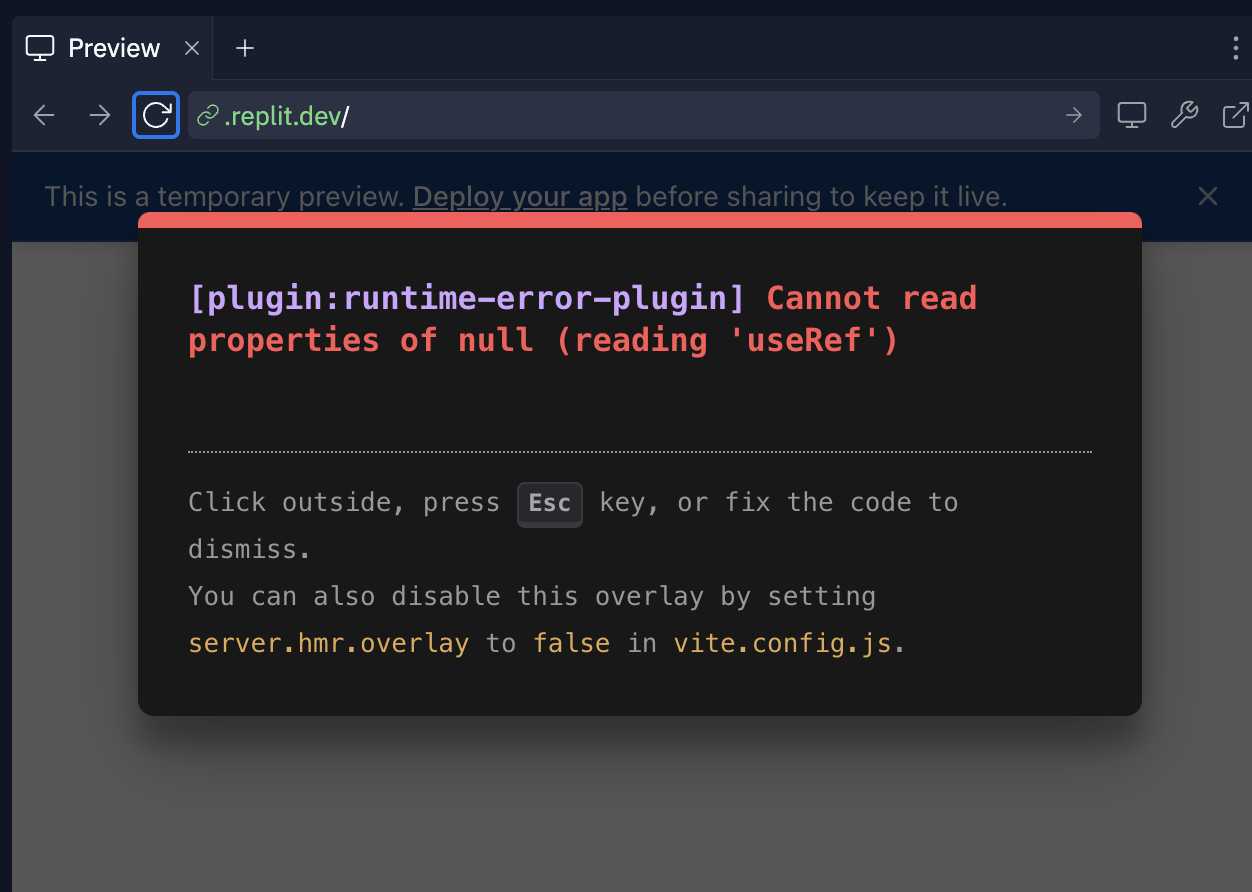 Preview
.replit.dev/
This is a temporary preview. Deploy your app before sharing to keep it live.
[plugin:runtime-error-plugin] Cannot read
properties of null (reading 'useRef')
Click outside, press Esc key, or fix the code to
dismiss.
You can also disable this overlay by setting
server.hmr.overlay to false in vite.config.js.